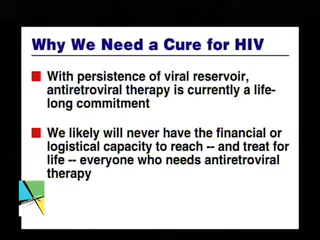 Why We Need a Cure for HIV
With persistence of viral reservoir,
antiretroviral therapy is currently a life-
long commitment
We likely will never have the financial or
logistical capacity to reach -- and treat for
life -- everyone who needs antiretroviral
therapy